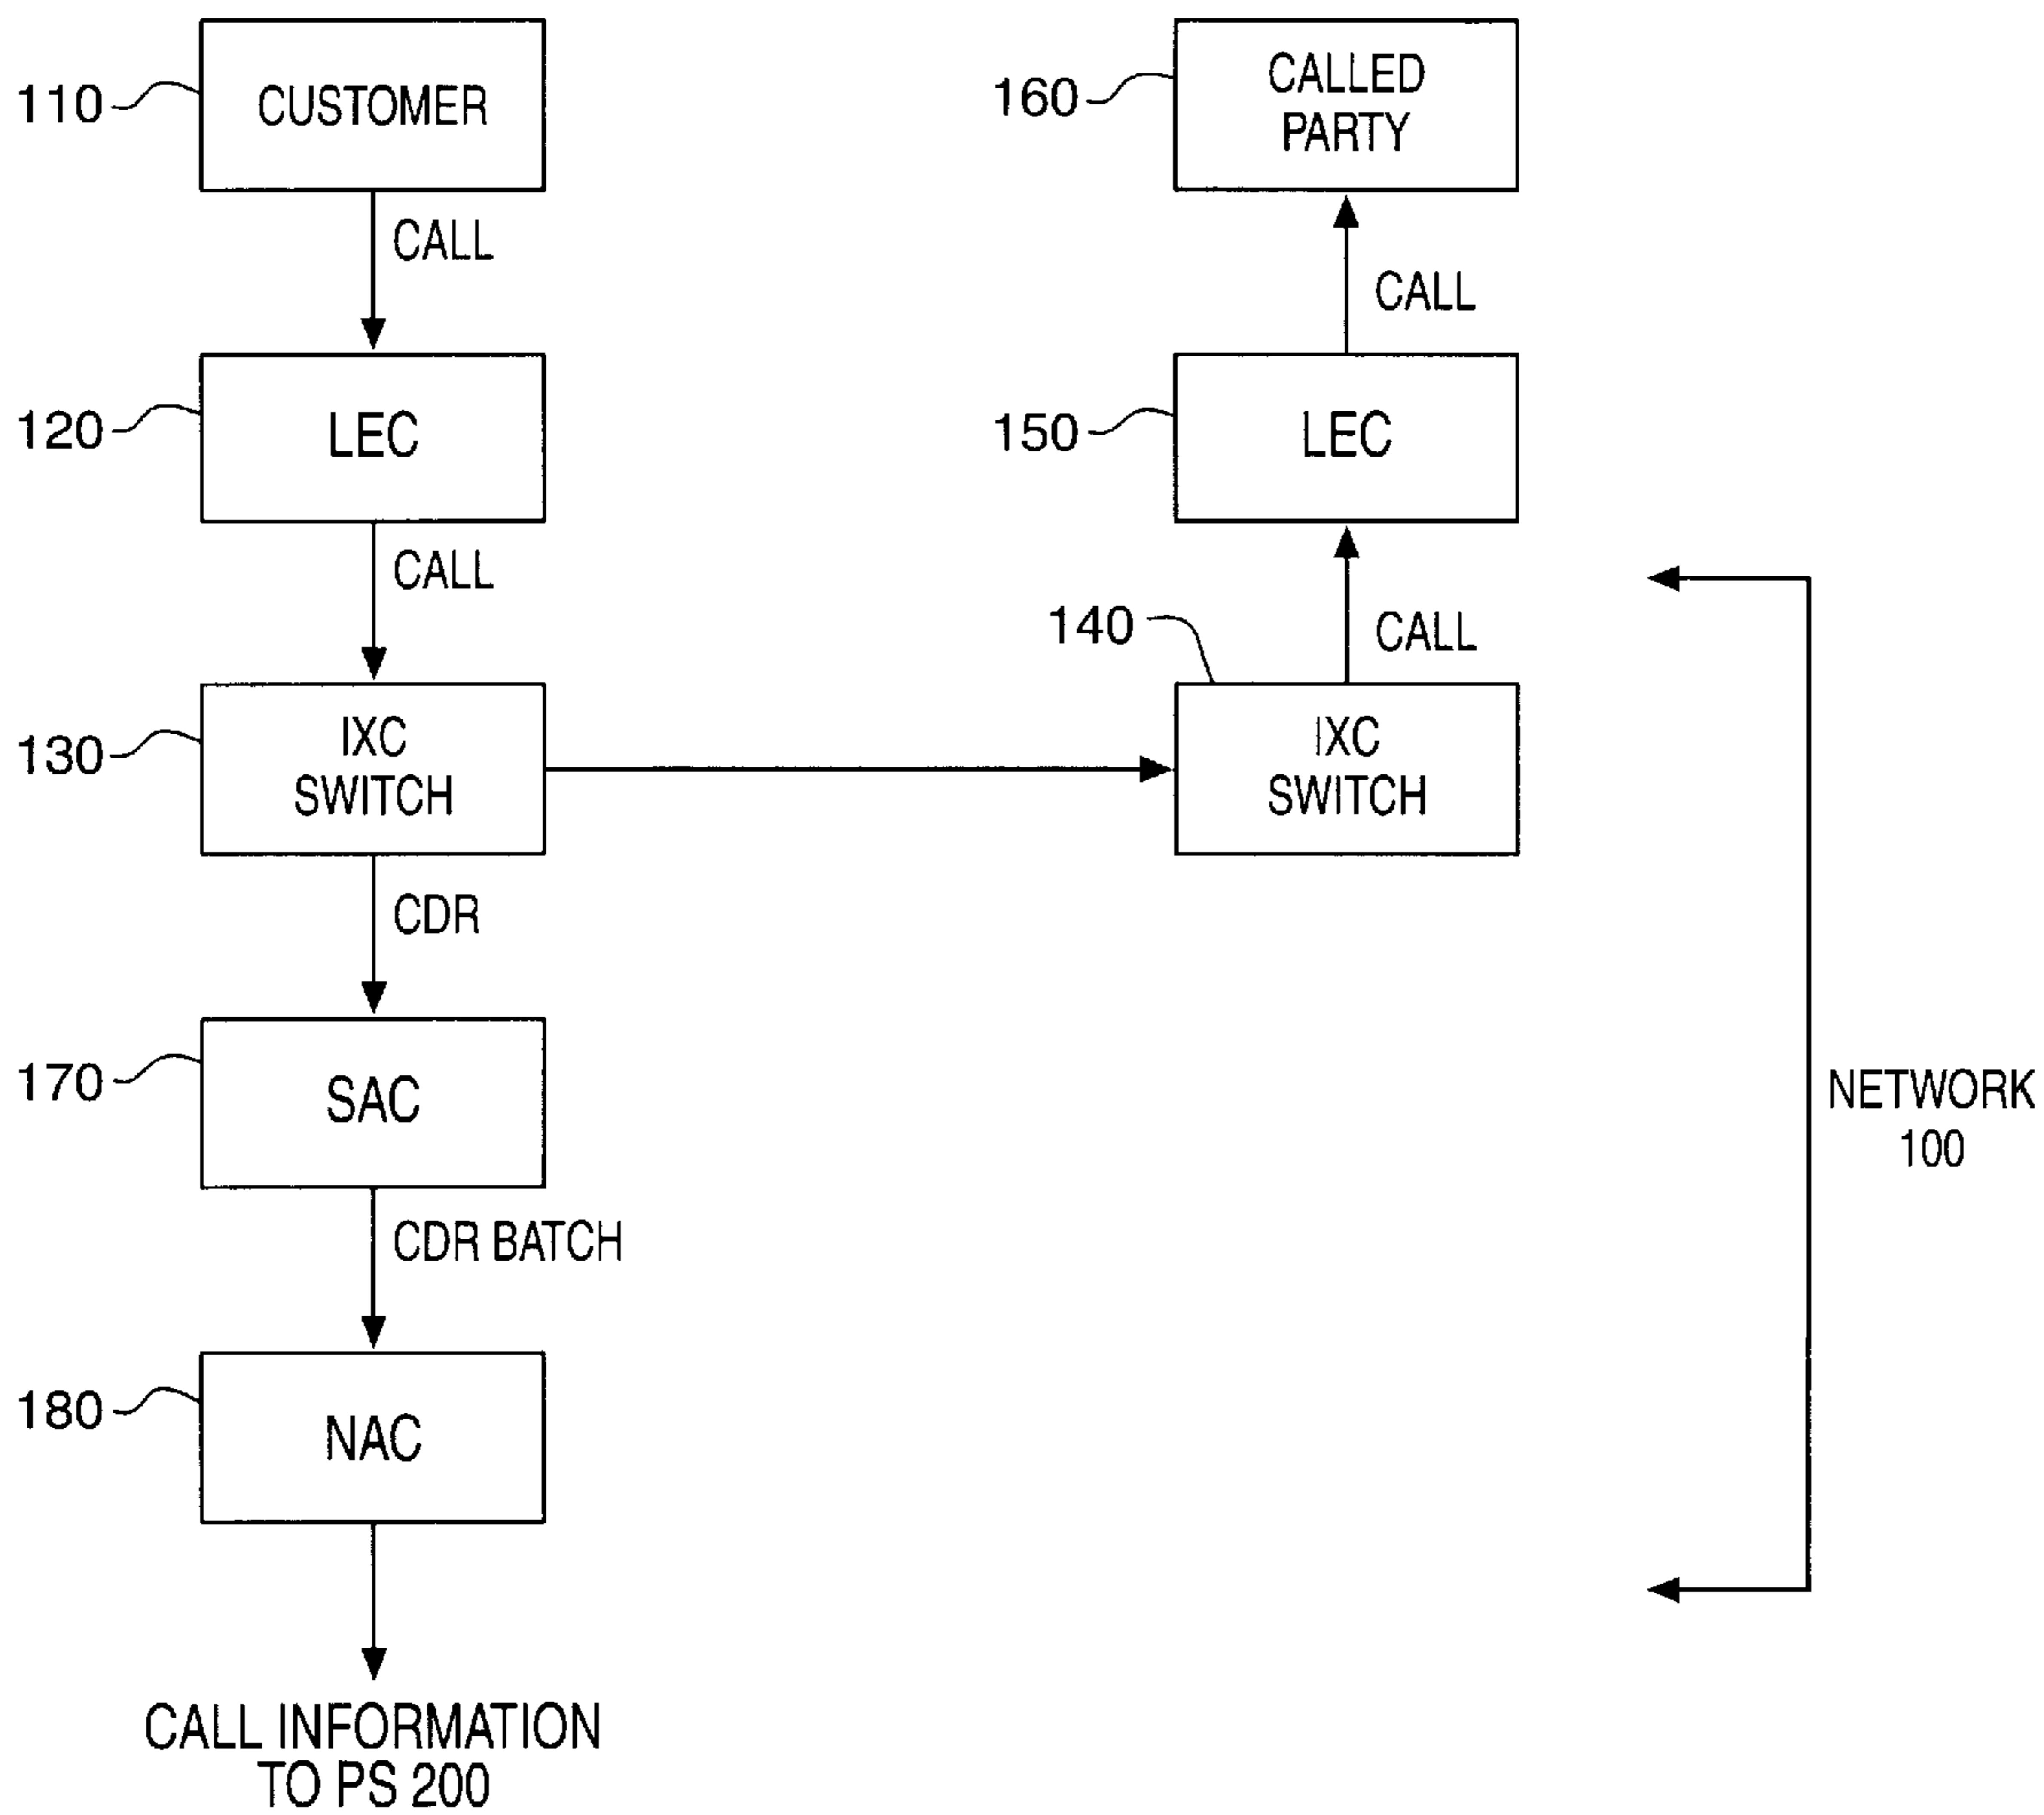 110
CUSTOMER
160
CALLED
PARTY
CALL
CALL
120
LEC
150
LEC
CALL
140
CALL
130
IXC
SWITCH
IXC
SWITCH
CDR
170
SAC
NETWORK
100
CDR BATCH
180
NAC
CALL INFORMATION
TO PS 200